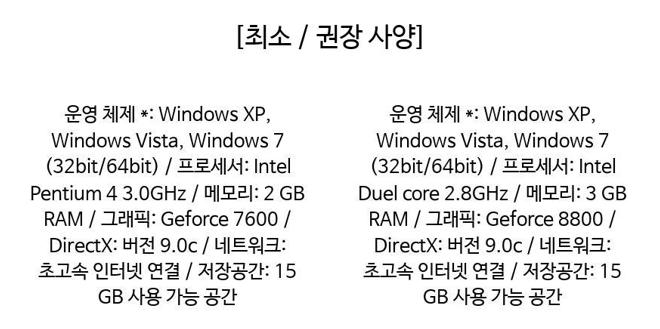 [최소 / 권장 사양]
운영 체제 *: Windows XP,
Windows Vista, Windows 7
(32bit/64bit) / 프로세서: Intel
Pentium 4 3.0GHz / 메모리: 2 GB
RAM / 그래픽: Geforce 7600 /
DirectX: 버전 9.0c / 네트워크:
초고속 인터넷 연결 / 저장공간: 15
GB 사용 가능 공간
운영 체제 *: Windows XP,
Windows Vista, Windows 7
(32bit/64bit) / 프로세서: Intel
Duel core 2.8GHz / 메모리: 3 GB
RAM / 그래픽: Geforce 8800 /
DirectX: 버전 9.0c / 네트워크:
초고속 인터넷 연결 / 저장공간: 15
GB 사용 가능 공간